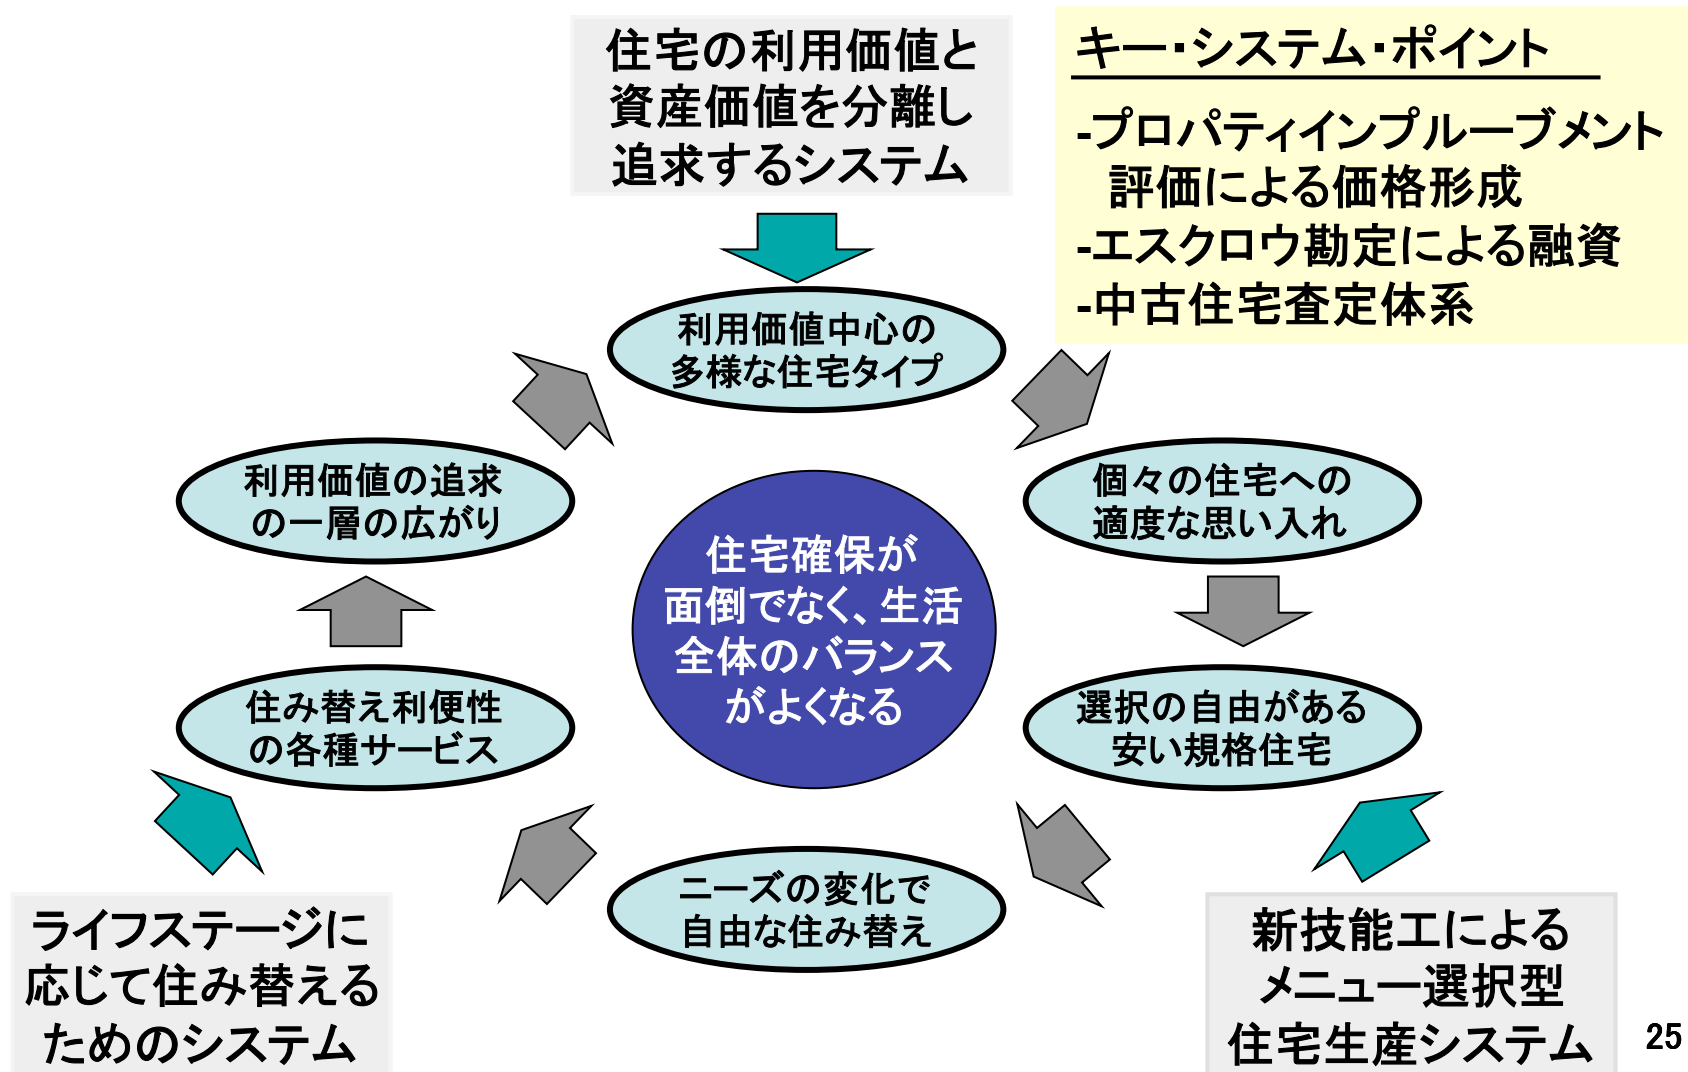 住宅の利用価値と
資産価値を分離し
追求するシステム
キー・システム・ポイント
-プロパティインプルーブメント
評価による価格形成
-エスクロウ勘定による融資
-中古住宅査定体系
利用価値中心の
多様な住宅タイプ
利用価値の追求
の一層の広がり
個々の住宅への
適度な思い入れ
住宅確保が
面倒でなく、生活
全体のバランス
がよくなる
住み替え利便性
の各種サービス
選択の自由がある
安い規格住宅
ニーズの変化で
自由な住み替え
ライフステージに
応じて住み替える
ためのシステム
新技能工による
メニュー選択型
住宅生産システム
25